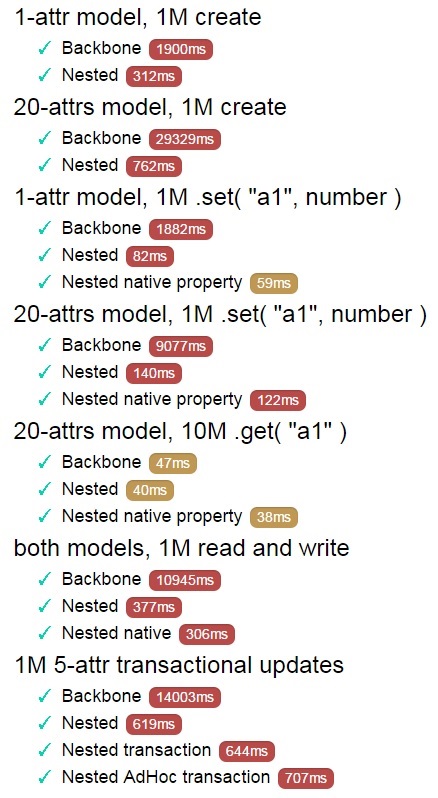 1-attr model, 1M create
✓ Backbone 1900ms
✓ Nested 312ms
20-attrs model, 1M create
✓ Backbone 29329ms
✓ Nested 762ms
1-attr model, 1M .set( "a1", number )
✓ Backbone 1882ms
✓ Nested 82ms
✓ Nested native property 59ms
20-attrs model, 1M .set( "a1", number )
✓ Backbone 9077ms
✓ Nested 140ms
✓ Nested native property 122ms
20-attrs model, 10M .get( "a1" )
✓ Backbone 47ms
✓ Nested 40ms
✓ Nested native property 38ms
both models, 1M read and write
✓ Backbone 10945ms
✓ Nested 377ms
✓ Nested native 306ms
1M 5-attr transactional updates
✓ Backbone 14003ms
✓ Nested 619ms
✓ Nested transaction 644ms
✓ Nested AdHoc transaction 707ms